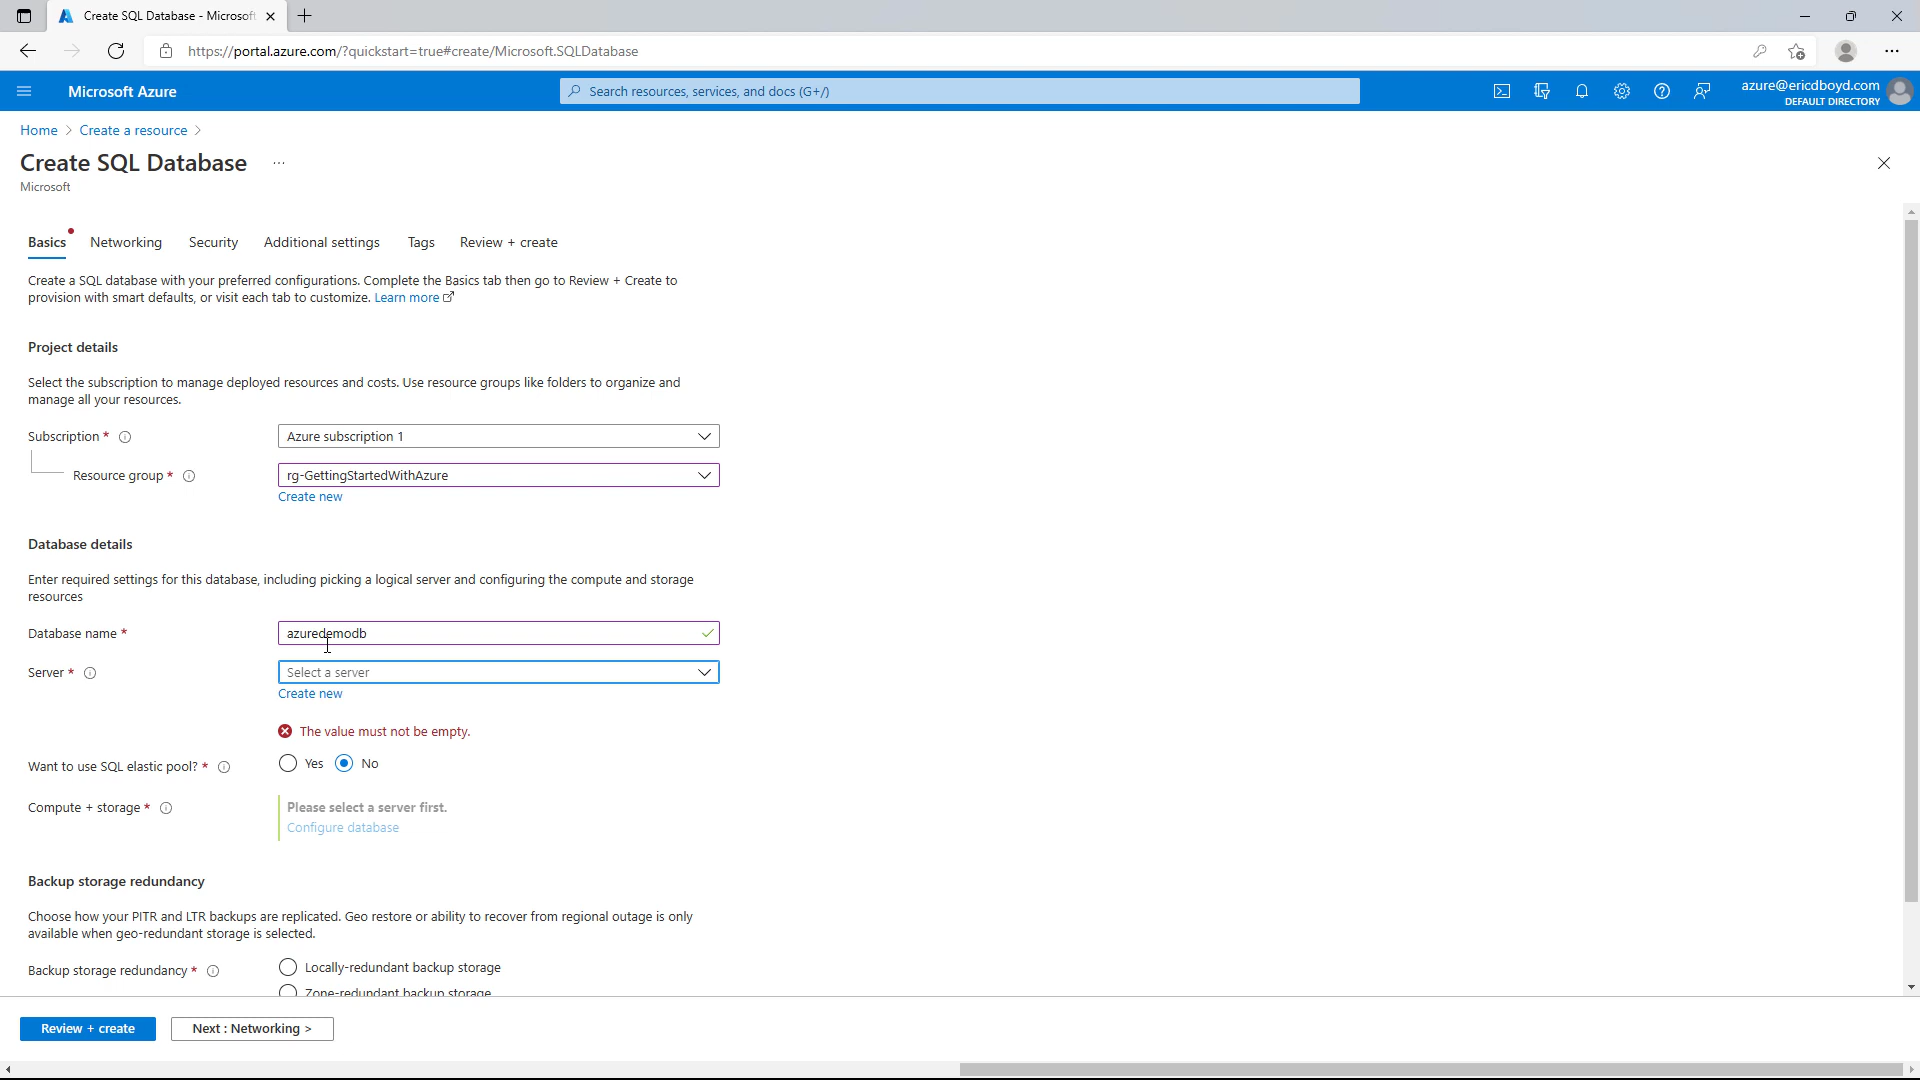 Create SQL Database - Microsoft
https://portal.azure.com/?quickstart=true#create/Microsoft.SQLDatabase
Microsoft Azure
Search resources, services, and docs (G+/)
azure@ericdboyd.com
DEFAULT DIRECTORY
Home > Create a resource >
Create SQL Database ...
Microsoft
Basics Networking Security Additional settings Tags Review + create
Create a SQL database with your preferred configurations. Complete the Basics tab then go to Review + Create to
provision with smart defaults, or visit each tab to customize. Learn more
Project details
Select the subscription to manage deployed resources and costs. Use resource groups like folders to organize and
manage all your resources.
Subscription * Azure subscription 1
Resource group * rg-GettingStartedWithAzure
Create new
Database details
Enter required settings for this database, including picking a logical server and configuring the compute and storage
resources
Database name * azuredemodb
Server * Select a server
Create new
The value must not be empty.
Want to use SQL elastic pool? * Yes No
Compute + storage * Please select a server first.
Configure database
Backup storage redundancy
Choose how your PITR and LTR backups are replicated. Geo restore or ability to recover from regional outage is only
available when geo-redundant storage is selected.
Backup storage redundancy * Locally-redundant backup storage
Zone-redundant backup storage
Review + create Next : Networking >